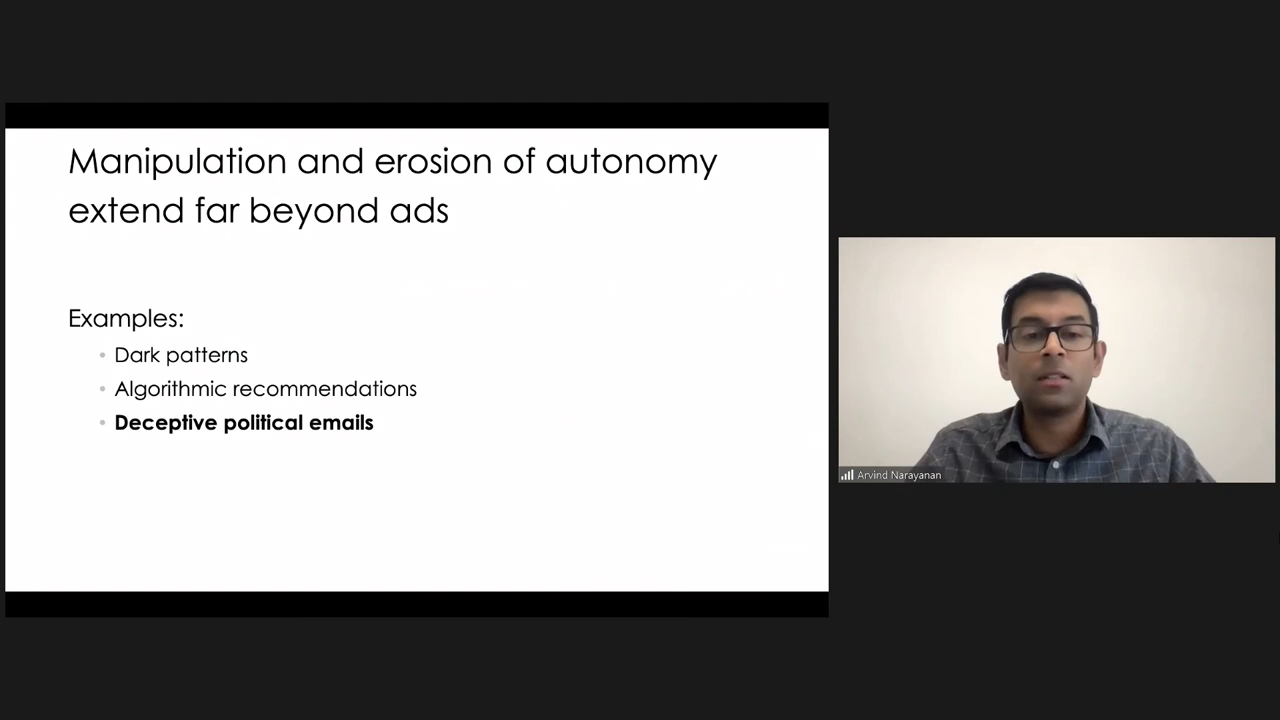 Manipulation and erosion of autonomy
extend far beyond ads
Examples:
• Dark patterns
• Algorithmic recommendations
• Deceptive political emails
Arvind Narayanan